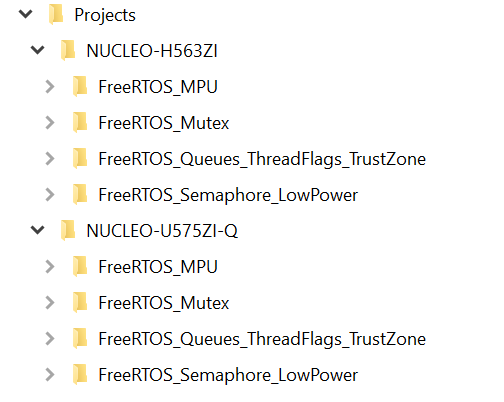 Projects
NUCLEO-H563ZI
FreeRTOS_MPU
FreeRTOS_Mutex
FreeRTOS_Queues_ThreadFlags_TrustZone
FreeRTOS_Semaphore_LowPower
NUCLEO-U575ZI-Q
FreeRTOS_MPU
FreeRTOS_Mutex
FreeRTOS_Queues_ThreadFlags_TrustZone
FreeRTOS_Semaphore_LowPower